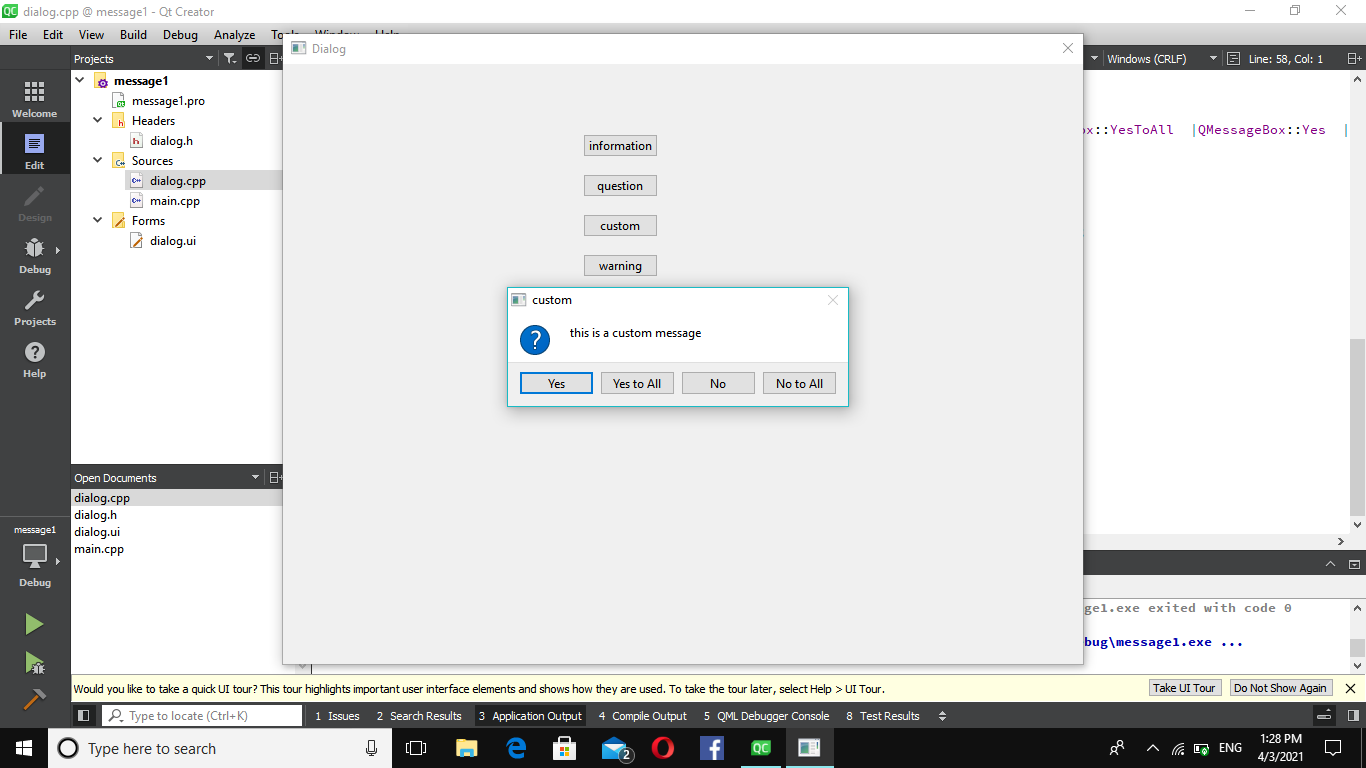 dialog.cpp @ message1 - Qt Creator
File Edit View Build Debug Analyze
Dialog
Projects
Windows (CRLF)
Line: 58, Col: 1
Welcome
Edit
Design
Debug
Projects
Help
message1
message1.pro
Headers
dialog.h
Sources
dialog.cpp
main.cpp
Forms
dialog.ui
::YesToAll |QMessageBox::Yes |
information
question
custom
warning
custom
this is a custom message
Yes Yes to All No No to All
Open Documents
dialog.cpp
dialog.h
dialog.ui
main.cpp
message1
Debug
ge1.exe exited with code 0
bug\message1.exe ...
Would you like to take a quick UI tour? This tour highlights important user interface elements and shows how they are used. To take the tour later, select Help > UI Tour.
Take UI Tour
Do Not Show Again
Type to locate (Ctrl+K)
1 Issues 2 Search Results 3 Application Output 4 Compile Output 5 QML Debugger Console 8 Test Results
Type here to search
2
QC
ENG
1:28 PM
4/3/2021